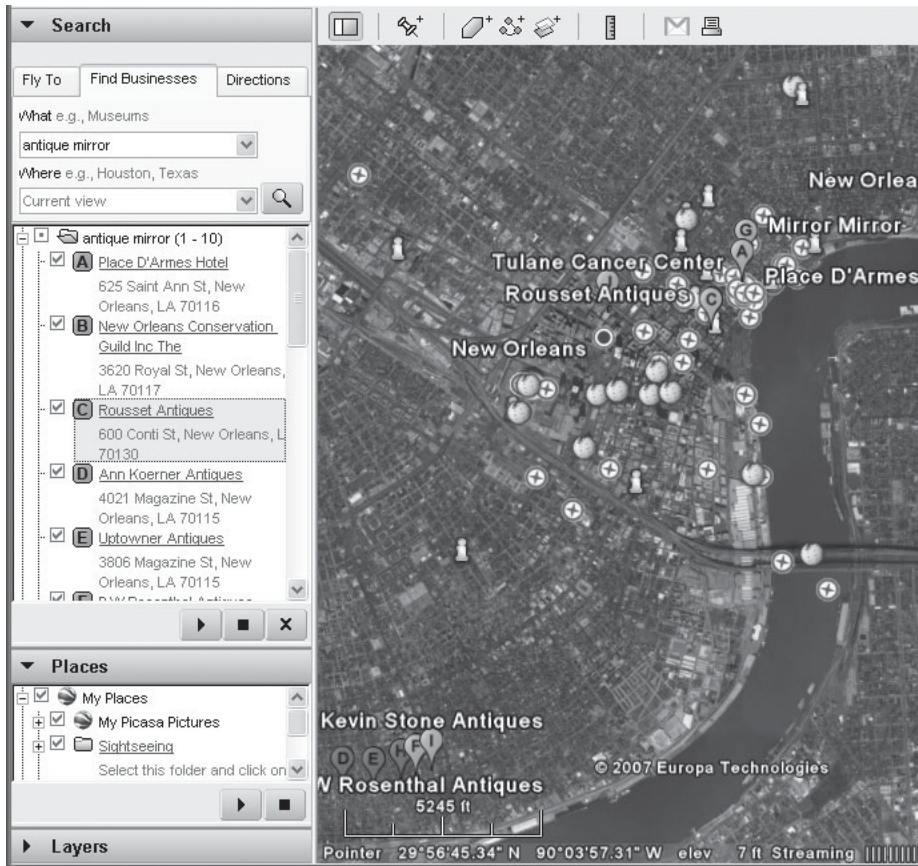 Search
Fly To
Find Businesses
Directions
What e.g., Museums
antique mirror
Where e.g., Houston, Texas
Current view
antique mirror (1 - 10)
A Place D'Armes Hotel
625 Saint Ann St, New
Orleans, LA 70116
B New Orleans Conservation
Guild Inc The
3620 Royal St, New Orleans,
LA 70117
C Rousset Antiques
600 Conti St, New Orleans, L
70130
D Ann Koerner Antiques
4021 Magazine St, New
Orleans, LA 70115
E Uptowner Antiques
3806 Magazine St, New
Orleans, LA 70115
Places
My Places
My Picasa Pictures
Sightseeing
Select this folder and click on
Layers
New Orlea
G
Mirror Mirror
A
Tulane Cancer Center
Place D'Armes
Rousset Antiques
J
C
New Orleans
Kevin Stone Antiques
D E H F I
W Rosenthal Antiques
© 2007 Europa Technologies
5245 ft
Pointer 29°56'45.34" N 90°03'57.31" W elev 7 ft Streaming